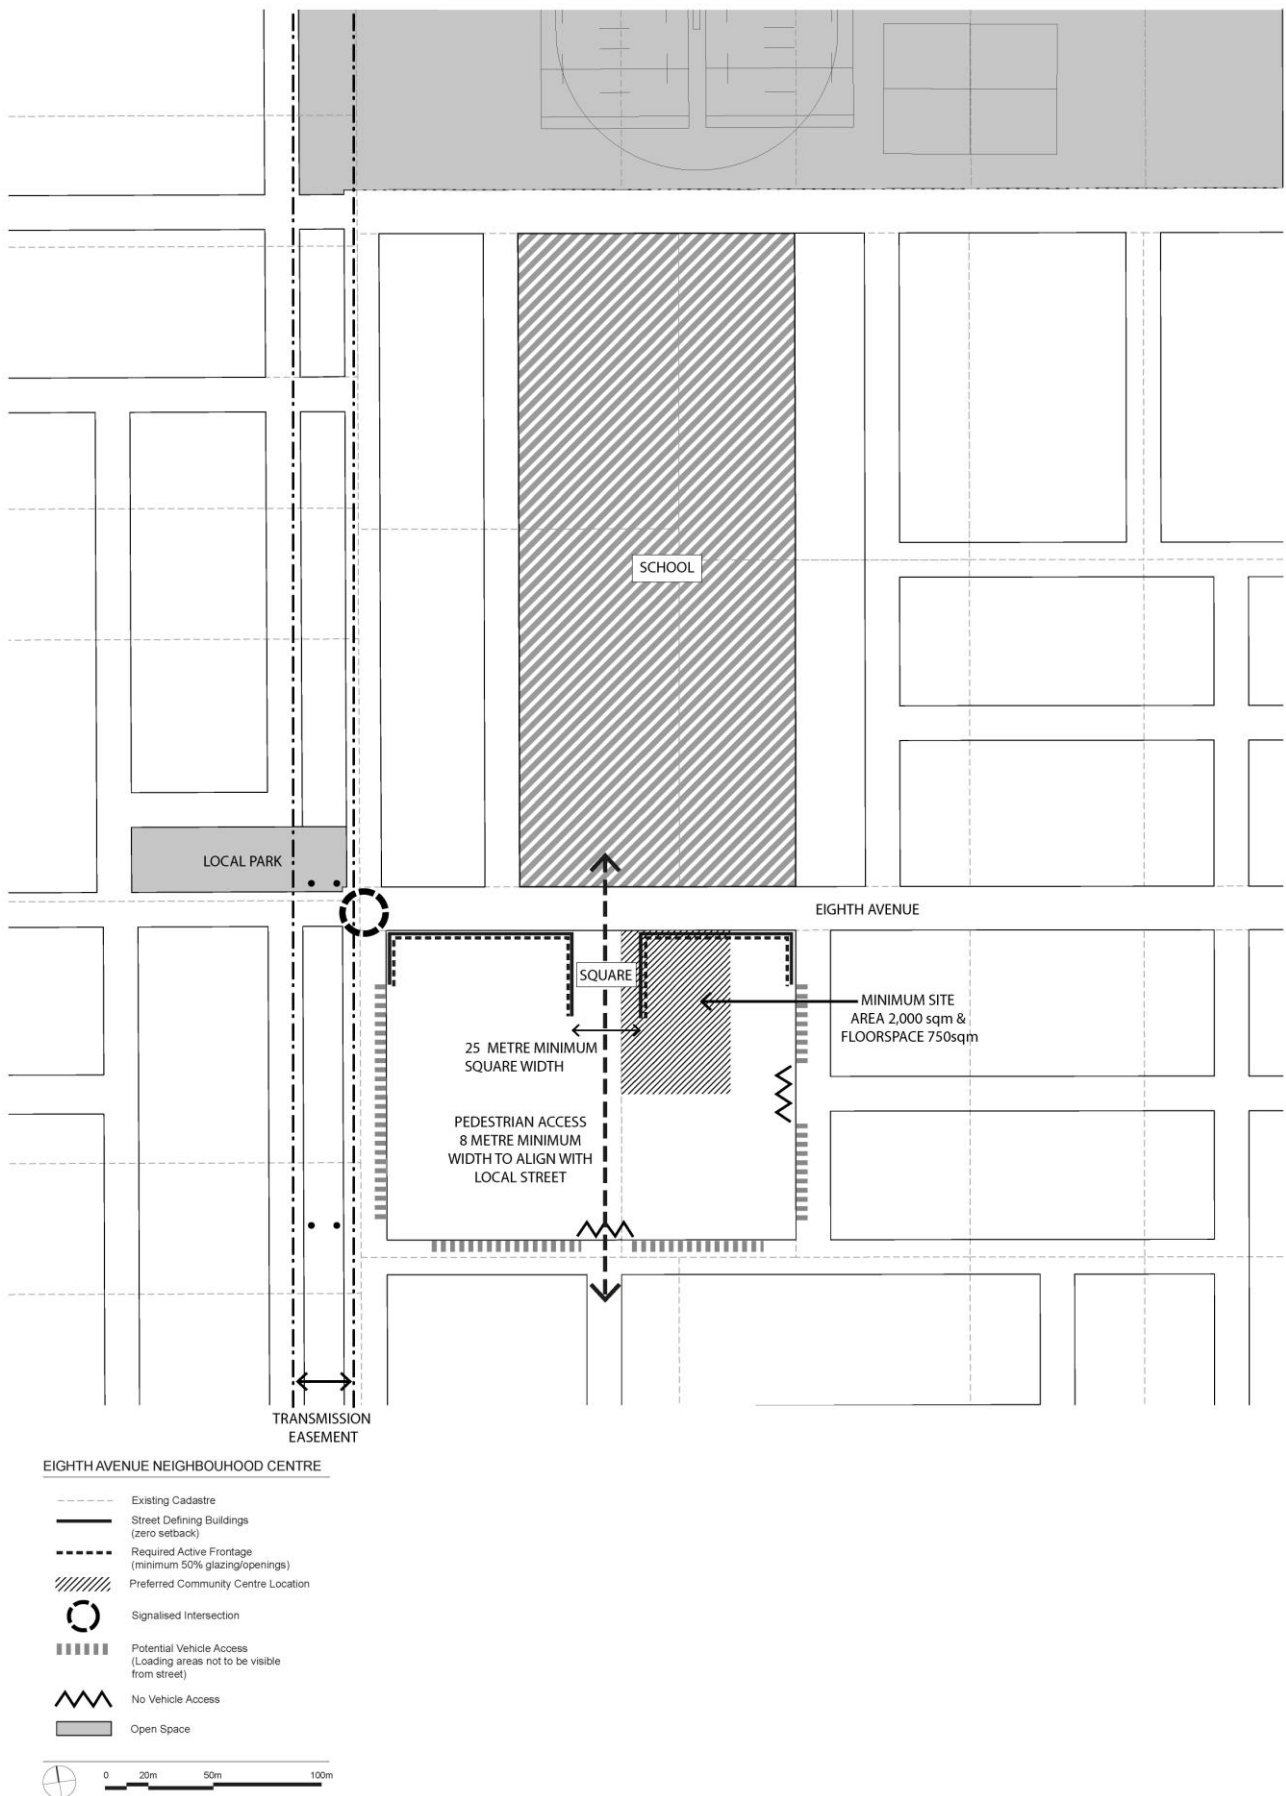 SCHOOL
LOCAL PARK
EIGHTH AVENUE
SQUARE
MINIMUM SITE
AREA 2,000 sqm &
FLOORSPACE 750sqm
25 METRE MINIMUM
SQUARE WIDTH
PEDESTRIAN ACCESS
8 METRE MINIMUM
WIDTH TO ALIGN WITH
LOCAL STREET
TRANSMISSION
EASEMENT
EIGHTH AVENUE NEIGHBOUHOOD CENTRE
Existing Cadastre
Street Defining Buildings
(zero setback)
Required Active Frontage
(minimum 50% glazing/openings)
Preferred Community Centre Location
Signalised Intersection
Potential Vehicle Access
(Loading areas not to be visible
from street)
No Vehicle Access
Open Space
0 20m 50m 100m